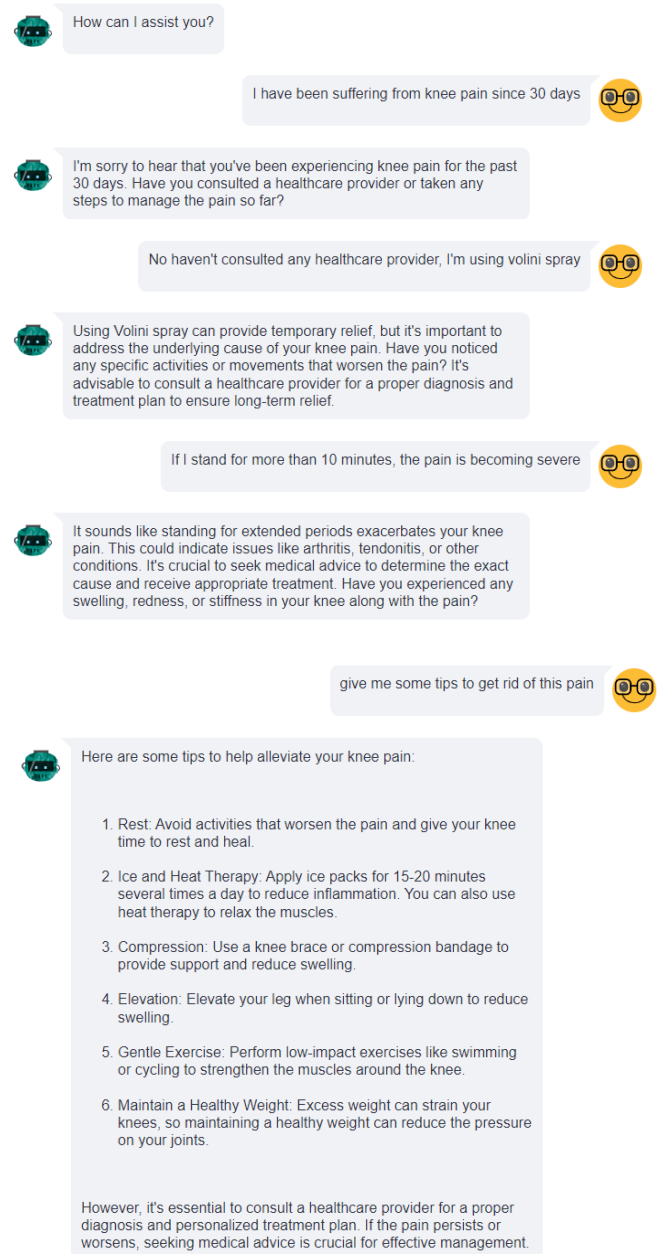 How can I assist you?
I have been suffering from knee pain since 30 days
I'm sorry to hear that you've been experiencing knee pain for the past
30 days. Have you consulted a healthcare provider or taken any
steps to manage the pain so far?
No haven't consulted any healthcare provider, I'm using volini spray
Using Volini spray can provide temporary relief, but it's important to
address the underlying cause of your knee pain. Have you noticed
any specific activities or movements that worsen the pain? It's
advisable to consult a healthcare provider for a proper diagnosis and
treatment plan to ensure long-term relief.
If I stand for more than 10 minutes, the pain is becoming severe
It sounds like standing for extended periods exacerbates your knee
pain. This could indicate issues like arthritis, tendonitis, or other
conditions. It's crucial to seek medical advice to determine the exact
cause and receive appropriate treatment. Have you experienced any
swelling, redness, or stiffness in your knee along with the pain?
give me some tips to get rid of this pain
Here are some tips to help alleviate your knee pain:
1. Rest: Avoid activities that worsen the pain and give your knee
time to rest and heal.
2. Ice and Heat Therapy: Apply ice packs for 15-20 minutes
several times a day to reduce inflammation. You can also use
heat therapy to relax the muscles.
3. Compression: Use a knee brace or compression bandage to
provide support and reduce swelling.
4. Elevation: Elevate your leg when sitting or lying down to reduce
swelling.
5. Gentle Exercise: Perform low-impact exercises like swimming
or cycling to strengthen the muscles around the knee.
6. Maintain a Healthy Weight: Excess weight can strain your
knees, so maintaining a healthy weight can reduce the pressure
on your joints.
However, it's essential to consult a healthcare provider for a proper
diagnosis and personalized treatment plan. If the pain persists or
worsens, seeking medical advice is crucial for effective management.